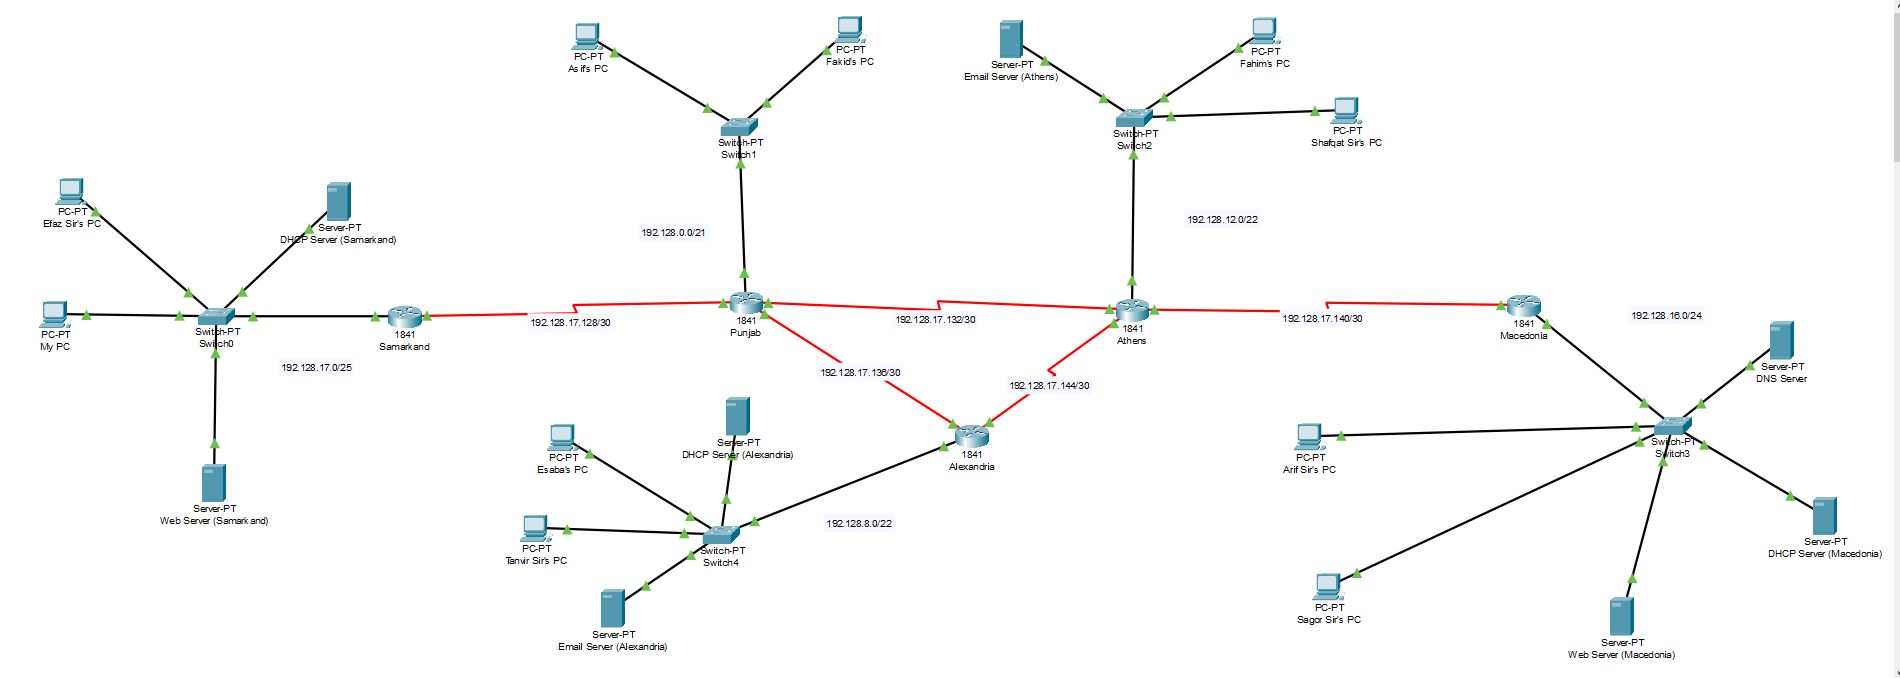 PC-PT
Asif's PC
PC-PT
Fakid's PC
Server-PT
Email Server (Athens)
PC-PT
Fahim's PC
Switch-PT
Switch1
Switch-PT
Switch2
PC-PT
Shafqat Sir's PC
PC-PT
Efaz Sir's PC
Server-PT
DHCP Server (Samarkand)
192.128.0.0/21
192.128.12.0/22
PC-PT
My PC
Switch-PT
Switch0
1841
Samarkand
192.128.17.128/30
1841
Punjab
192.128.17.132/30
1841
Athens
192.128.17.140/30
1841
Macedonia
192.128.16.0/24
192.128.17.0/25
192.128.17.136/30
192.128.17.144/30
Server-PT
DNS Server
PC-PT
Esaba's PC
Server-PT
DHCP Server (Alexandria)
1841
Alexandria
PC-PT
Arif Sir's PC
Switch-PT
Switch3
Server-PT
Web Server (Samarkand)
PC-PT
Tanvir Sir's PC
Switch-PT
Switch4
192.128.8.0/22
Server-PT
DHCP Server (Macedonia)
Server-PT
Email Server (Alexandria)
PC-PT
Sagor Sir's PC
Server-PT
Web Server (Macedonia)